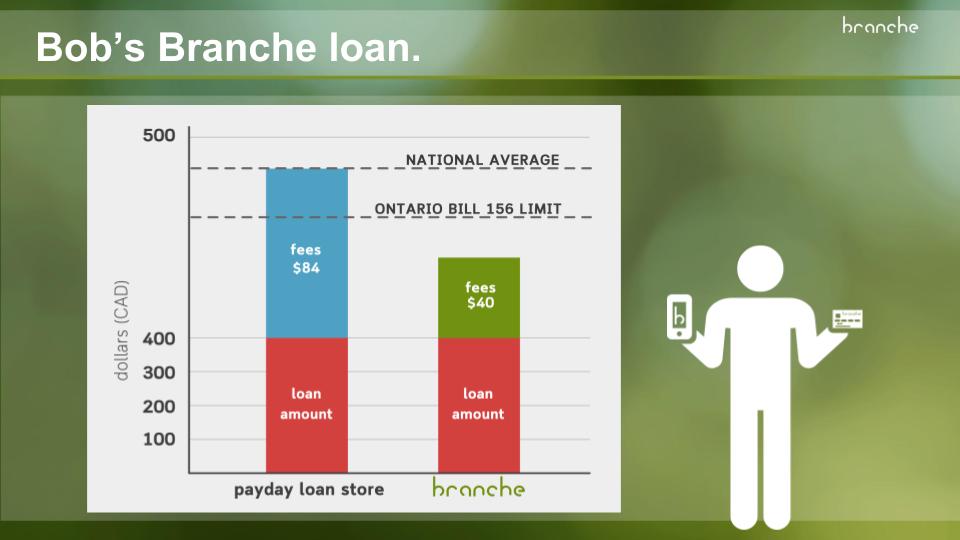 branche
Bob's Branche loan.
500
NATIONAL AVERAGE
ONTARIO BILL 156 LIMIT
fees
$84
fees
$40
dollars (CAD)
400
300
200
100
loan
amount
loan
amount
payday loan store
branche
b
branche